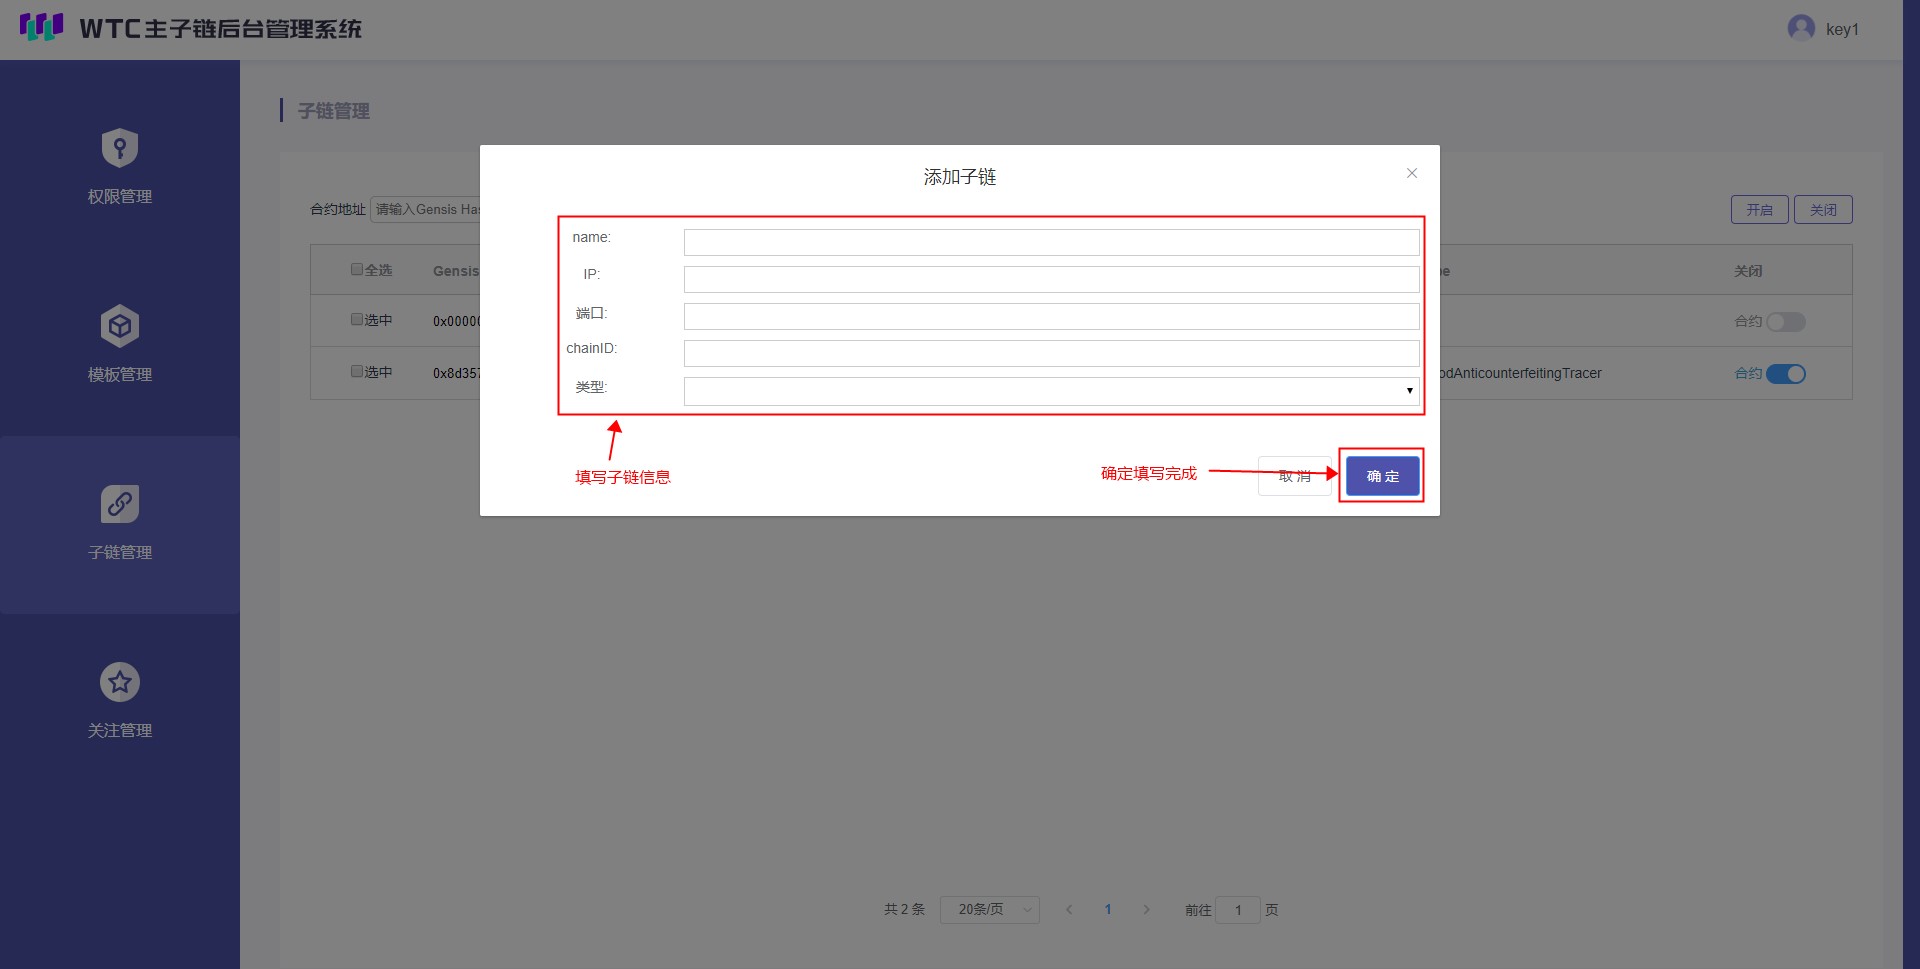 WTC主子链后台管理系统
key1
权限管理
模板管理
子链管理
关注管理
子链管理
合约地址 请输入Gensis Has
开启 关闭
全选 Gensis 关闭
选中 0x0000 合约
选中 0x8d357 odAnticounterfeitingTracer 合约
添加子链
name:
IP:
端口:
chainID:
类型:
填写子链信息
确定填写完成
取 消
确 定
共 2 条 20条/页 1 前往 1 页